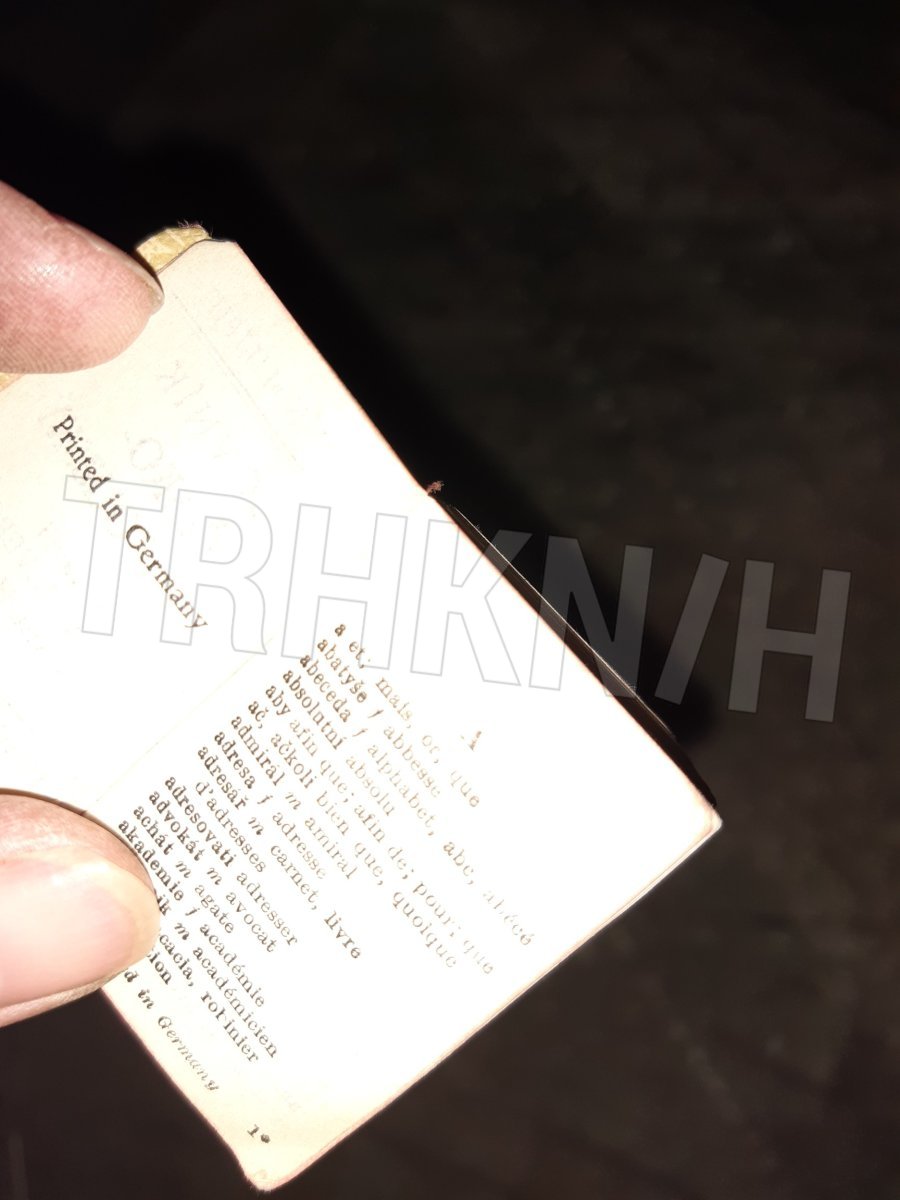 Printed in Germany
A
a et; mais, or, que
abatyše f abbesse
abeceda f alphabet, abc, abécé
absolutní absolu
aby afin que; afin de; pour; que
ač, ačkoli bien que, quoique
admirál m amiral
adresa f adresse
adresář m carnet, livre
d'adresses
adresovati adresser
advokát m avocat
achát m agate
akademie f académie
m académicien
robinier
in Germany
1*
TRHKN/H